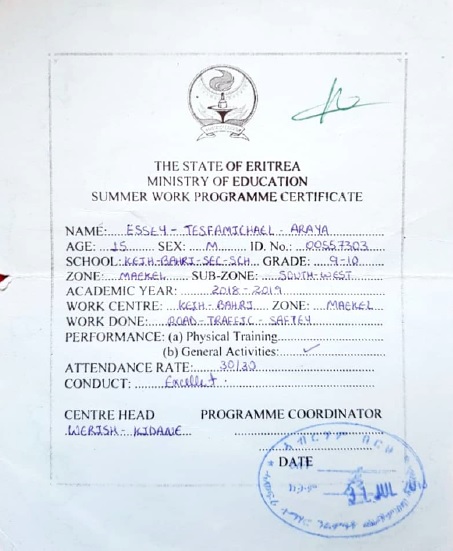 THE STATE OF ERITREA
MINISTRY OF EDUCATION
SUMMER WORK PROGRAMME CERTIFICATE
NAME: ESSEY - TESFAMICHAEL - ARAYA
AGE: 15 SEX: M ID. No.: 00557303
SCHOOL: KEIH-BAHRI-SEC-SCH GRADE: 9-10
ZONE: MAEKEL SUB-ZONE: SOUTH-WEST
ACADEMIC YEAR: 2018-2019
WORK CENTRE: KEIH-BAHRI ZONE: MAEKEL
WORK DONE: ROAD-TRAFFIC-SAFTEY
PERFORMANCE: (a) Physical Training
(b) General Activities: ✓
ATTENDANCE RATE: 30/30
CONDUCT: Excellet.
CENTRE HEAD PROGRAMME COORDINATOR
WERISH - KIDANE
DATE
31 JUL